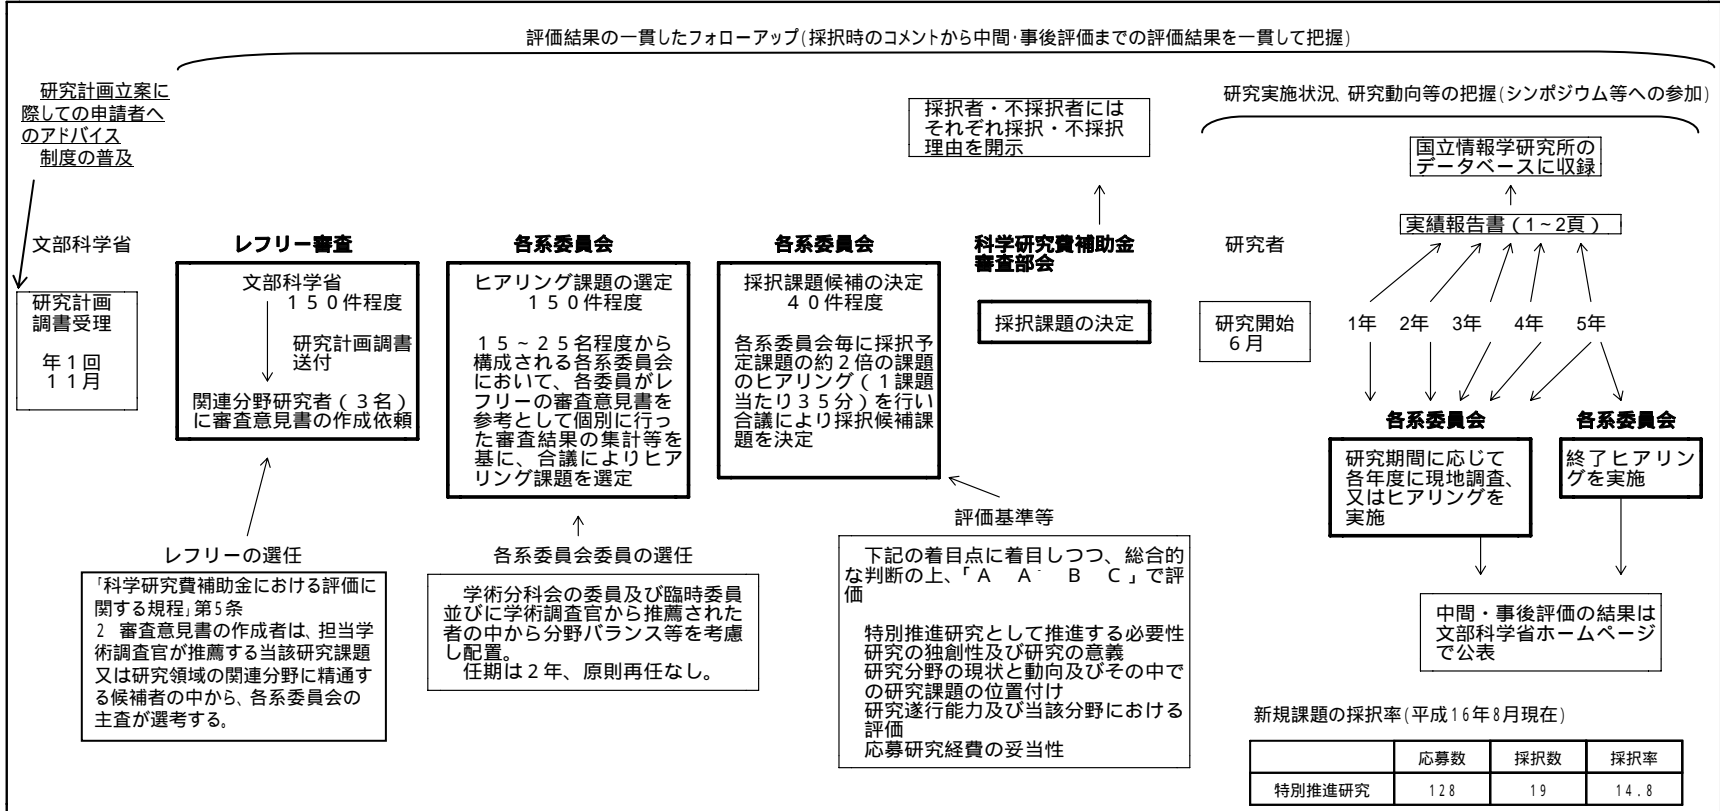 評価結果の一貫したフォローアップ(採択時のコメントから中間・事後評価までの評価結果を一貫して把握)
研究計画立案に
際しての申請者へ
のアドバイス
制度の普及
採択者・不採択者には
それぞれ採択・不採択
理由を開示
研究実施状況、研究動向等の把握(シンポジウム等への参加)
国立情報学研究所の
データベースに収録
実績報告書(1~2頁)
文部科学省
研究計画
調書受理
年1回
11月
レフリー審査
文部科学省
150件程度
研究計画調書
送付
関連分野研究者(3名)
に審査意見書の作成依頼
各系委員会
ヒアリング課題の選定
150件程度
15~25名程度から
構成される各系委員会
において、各委員がレ
フリーの審査意見書を
参考として個別に行っ
た審査結果の集計等を
基に、合議によりヒア
リング課題を選定
各系委員会
採択課題候補の決定
40件程度
各系委員会毎に採択予
定課題の約2倍の課題
のヒアリング(1課題
当たり35分)を行い
合議により採択候補課
題を決定
科学研究費補助金
審査部会
採択課題の決定
研究者
研究開始
6月
1年 2年 3年 4年 5年
各系委員会
研究期間に応じて
各年度に現地調査、
又はヒアリングを
実施
各系委員会
終了ヒアリン
グを実施
レフリーの選任
「科学研究費補助金における評価に
関する規程」第5条
2 審査意見書の作成者は、担当学
術調査官が推薦する当該研究課題
又は研究領域の関連分野に精通す
る候補者の中から、各系委員会の
主査が選考する。
各系委員会委員の選任
学術分科会の委員及び臨時委員
並びに学術調査官から推薦された
者の中から分野バランス等を考慮
し配置。
任期は2年、原則再任なし。
評価基準等
下記の着目点に着目しつつ、総合的
な判断の上、「A A- B C」で評
価
特別推進研究として推進する必要性
研究の独創性及び研究の意義
研究分野の現状と動向及びその中で
の研究課題の位置付け
研究遂行能力及び当該分野における
評価
応募研究経費の妥当性
中間・事後評価の結果は
文部科学省ホームページ
で公表
新規課題の採択率(平成16年8月現在)
応募数 採択数 採択率
特別推進研究 128 19 14.8